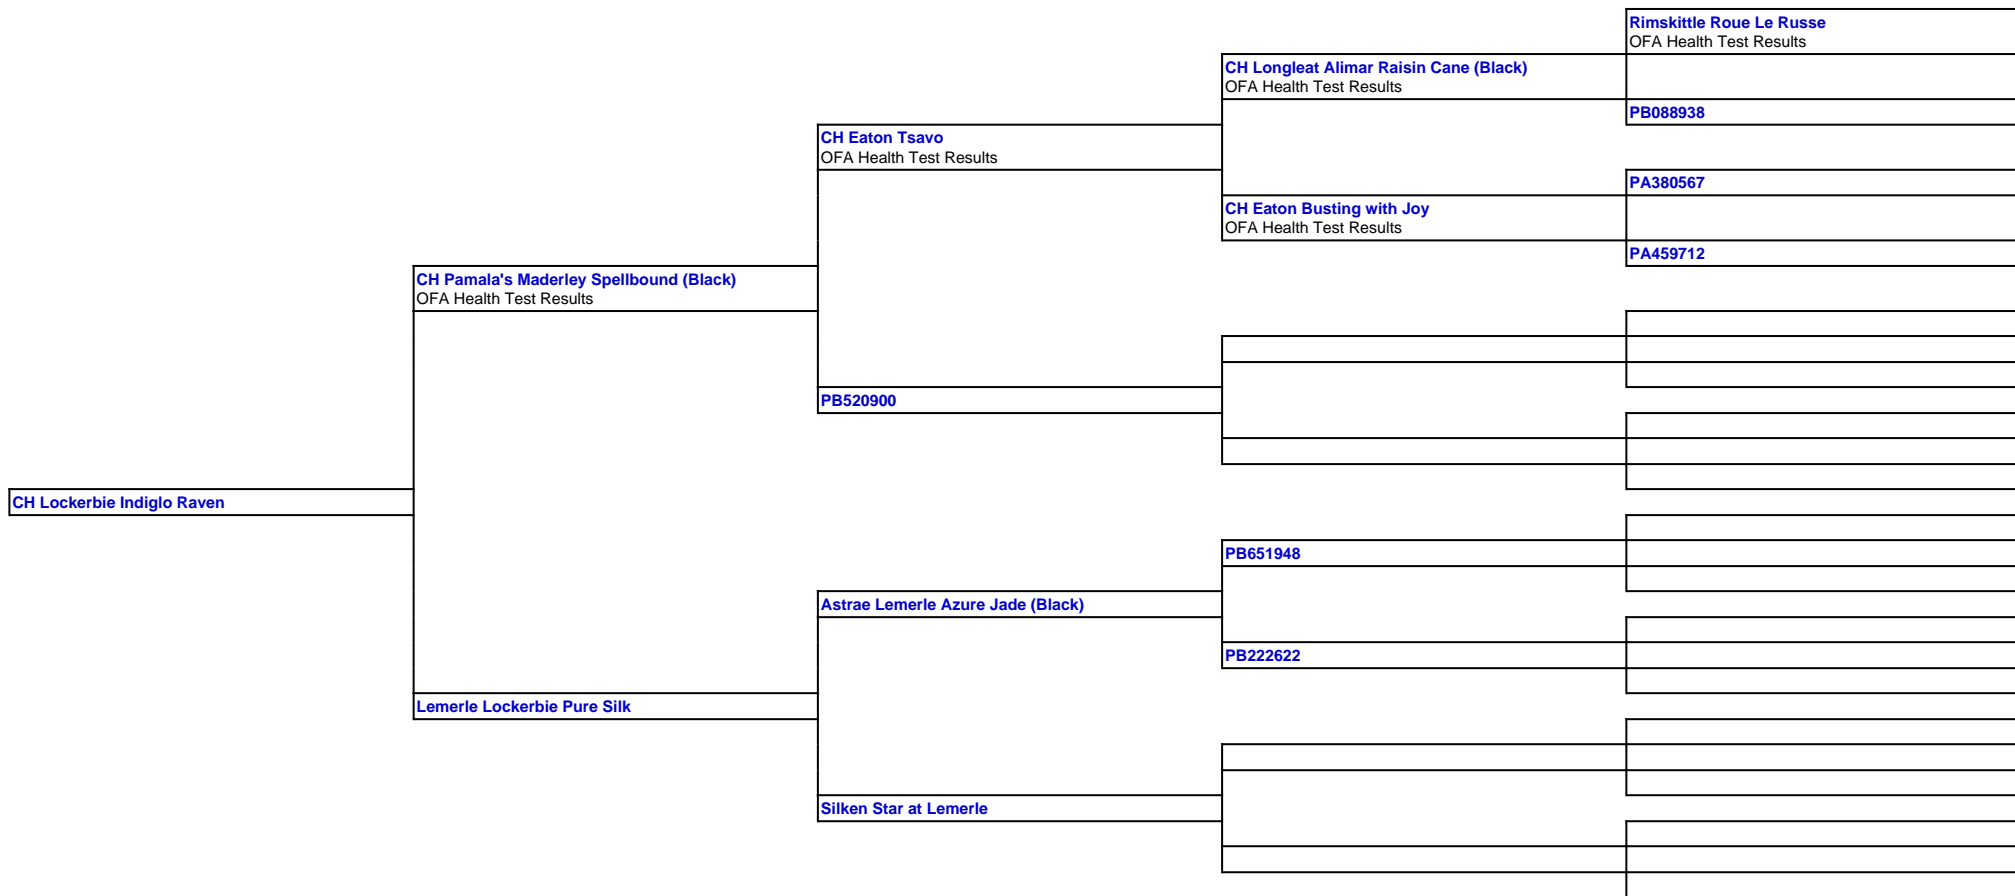 Rimskittle Roue Le Russe
OFA Health Test Results
CH Longleat Alimar Raisin Cane (Black)
OFA Health Test Results
PB088938
CH Eaton Tsavo
OFA Health Test Results
PA380567
CH Eaton Busting with Joy
OFA Health Test Results
PA459712
CH Pamala's Maderley Spellbound (Black)
OFA Health Test Results
PB520900
CH Lockerbie Indiglo Raven
PB651948
Astrae Lemerle Azure Jade (Black)
PB222622
Lemerle Lockerbie Pure Silk
Silken Star at Lemerle